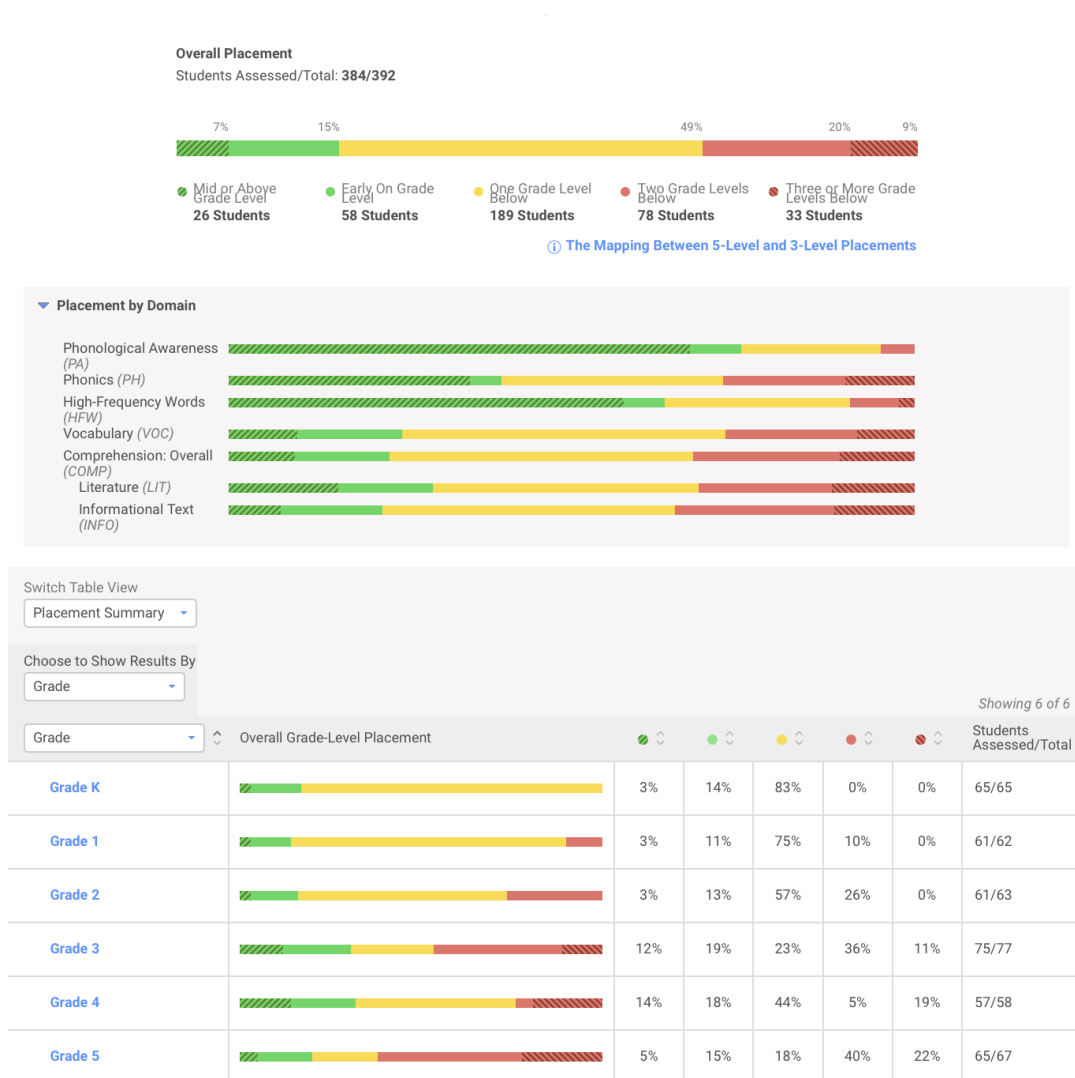 Overall Placement
Students Assessed/Total: 384/392
7% 15% 49% 20% 9%
Mid or Above Grade Level
26 Students
Early On Grade Level
58 Students
One Grade Level Below
189 Students
Two Grade Levels Below
78 Students
Three or More Grade Levels Below
33 Students
The Mapping Between 5-Level and 3-Level Placements
Placement by Domain
Phonological Awareness
(PA)
Phonics (PH)
High-Frequency Words
(HFW)
Vocabulary (VOC)
Comprehension: Overall
(COMP)
Literature (LIT)
Informational Text
(INFO)
Switch Table View
Placement Summary
Choose to Show Results By
Grade
Showing 6 of 6
Grade Overall Grade-Level Placement Students Assessed/Total
Grade K 3% 14% 83% 0% 0% 65/65
Grade 1 3% 11% 75% 10% 0% 61/62
Grade 2 3% 13% 57% 26% 0% 61/63
Grade 3 12% 19% 23% 36% 11% 75/77
Grade 4 14% 18% 44% 5% 19% 57/58
Grade 5 5% 15% 18% 40% 22% 65/67